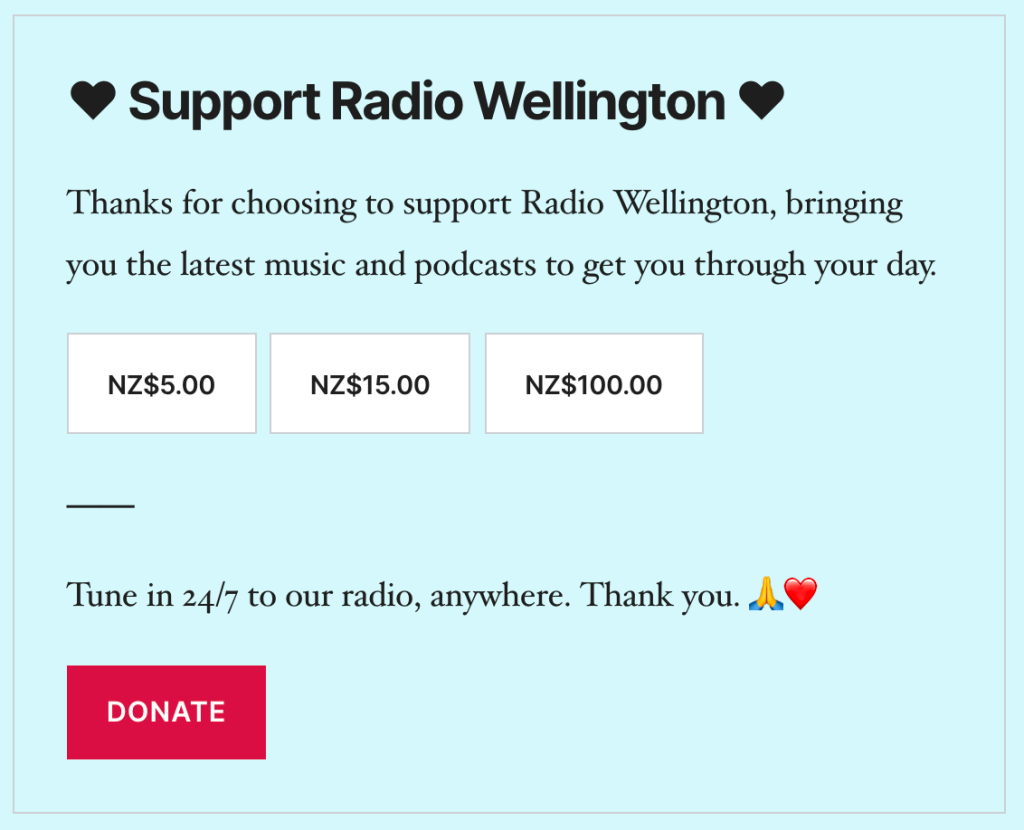 ♥ Support Radio Wellington ♥
Thanks for choosing to support Radio Wellington, bringing
you the latest music and podcasts to get you through your day.
NZ$5.00 NZ$15.00 NZ$100.00
Tune in 24/7 to our radio, anywhere. Thank you. 🙏❤️
DONATE